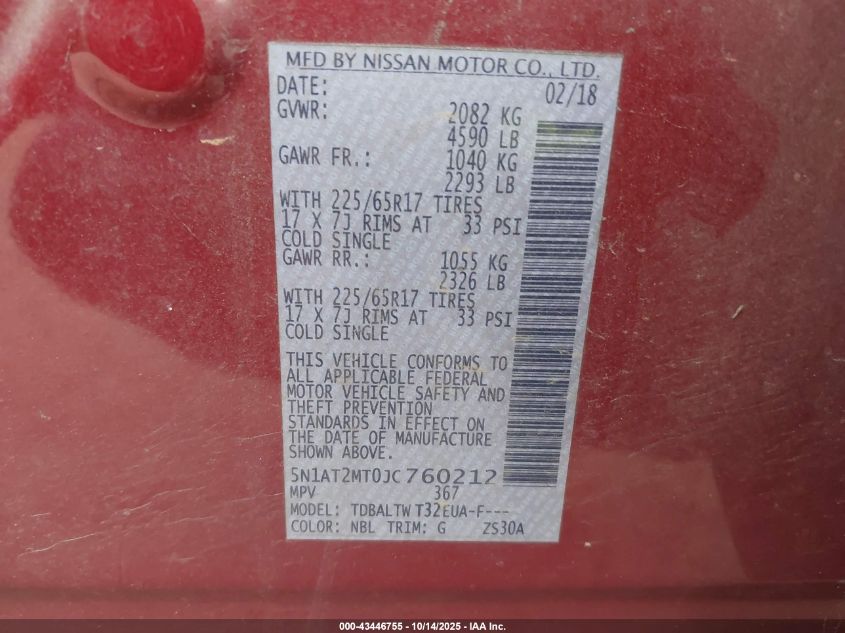 MFD BY NISSAN MOTOR CO., LTD.
DATE: 02/18
GVWR: 2082 KG
4590 LB
GAWR FR.: 1040 KG
2293 LB
WITH 225/65R17 TIRES
17 X 7J RIMS AT 33 PSI
COLD SINGLE
GAWR RR.: 1055 KG
2326 LB
WITH 225/65R17 TIRES
17 X 7J RIMS AT 33 PSI
COLD SINGLE
THIS VEHICLE CONFORMS TO
ALL APPLICABLE FEDERAL
MOTOR VEHICLE SAFETY AND
THEFT PREVENTION
STANDARDS IN EFFECT ON
THE DATE OF MANUFACTURE
SHOWN ABOVE.
5N1AT2MT0JC760212
MPV 367
MODEL: TDBALTW T32EUA-F---
COLOR: NBL TRIM: G ZS30A
000-43446755 - 10/14/2025 - IAA Inc.